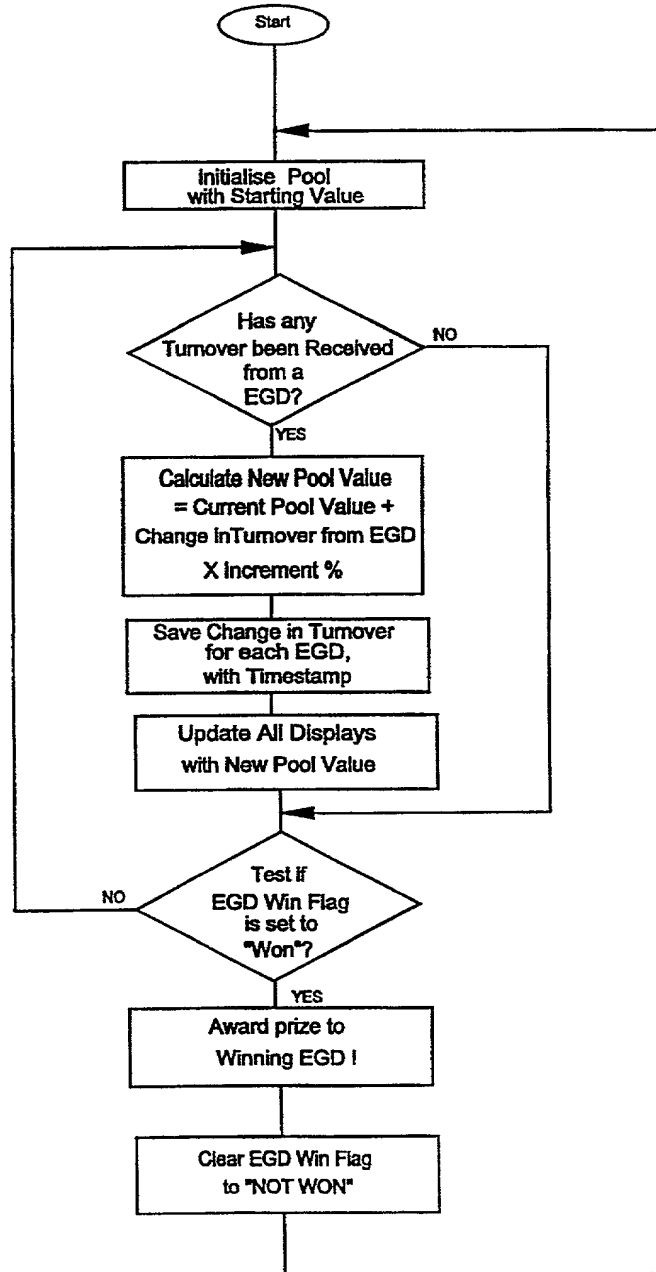 Start
Initialise Pool
with Starting Value
Has any
Turnover been Received
from a
EGD?
NO
YES
Calculate New Pool Value
= Current Pool Value +
Change inTurnover from EGD
X Increment %
Save Change in Turnover
for each EGD,
with Timestamp
Update All Displays
with New Pool Value
Test if
EGD Win Flag
is set to
"Won"?
NO
YES
Award prize to
Winning EGD !
Clear EGD Win Flag
to "NOT WON"